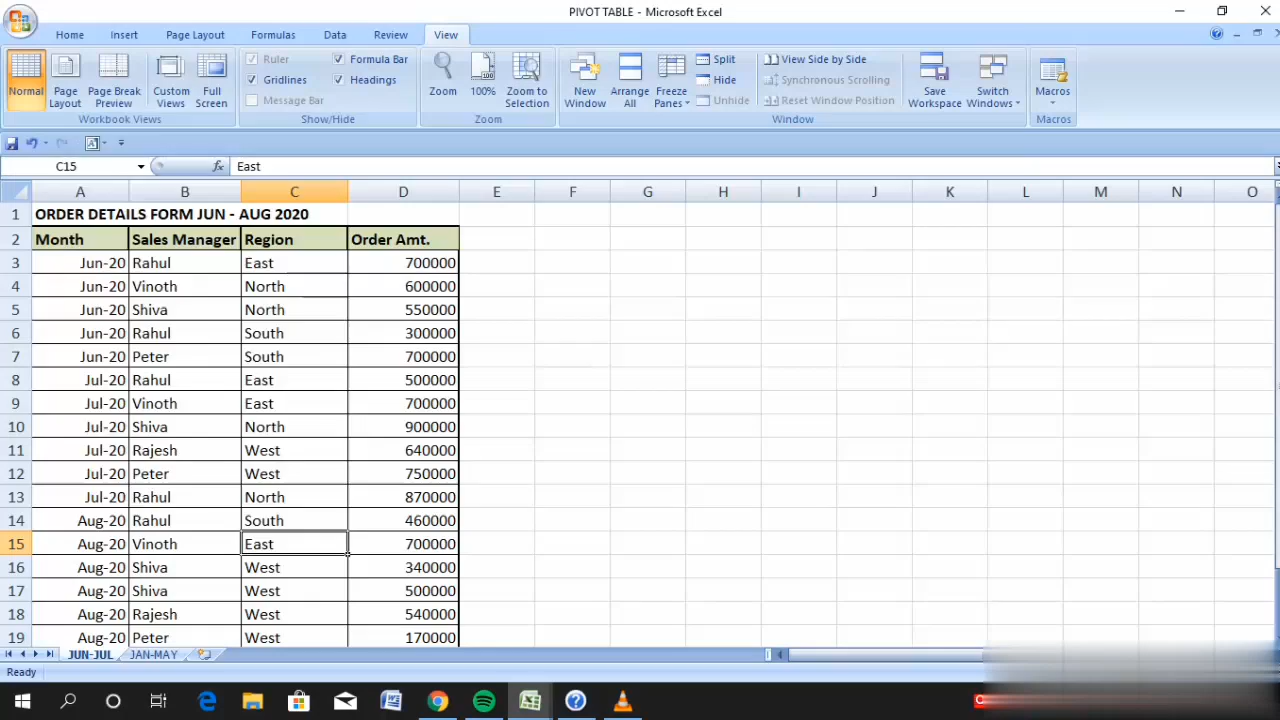 PIVOT TABLE - Microsoft Excel
Home Insert Page Layout Formulas Data Review View
Normal Page Layout Page Break Preview Custom Views Full Screen
Workbook Views
Ruler Formula Bar
Gridlines Headings
Message Bar
Show/Hide
Zoom 100% Zoom to Selection
Zoom
New Window Arrange All Freeze Panes
Split View Side by Side
Hide Synchronous Scrolling
Unhide Reset Window Position
Save Workspace Switch Windows
Window
Macros
Macros
C15 fx East
A B C D E F G H I J K L M N O
1 ORDER DETAILS FORM JUN - AUG 2020
2 Month Sales Manager Region Order Amt.
3 Jun-20 Rahul East 700000
4 Jun-20 Vinoth North 600000
5 Jun-20 Shiva North 550000
6 Jun-20 Rahul South 300000
7 Jun-20 Peter South 700000
8 Jul-20 Rahul East 500000
9 Jul-20 Vinoth East 700000
10 Jul-20 Shiva North 900000
11 Jul-20 Rajesh West 640000
12 Jul-20 Peter West 750000
13 Jul-20 Rahul North 870000
14 Aug-20 Rahul South 460000
15 Aug-20 Vinoth East 700000
16 Aug-20 Shiva West 340000
17 Aug-20 Shiva West 500000
18 Aug-20 Rajesh West 540000
19 Aug-20 Peter West 170000
JUN-JUL JAN-MAY
Ready